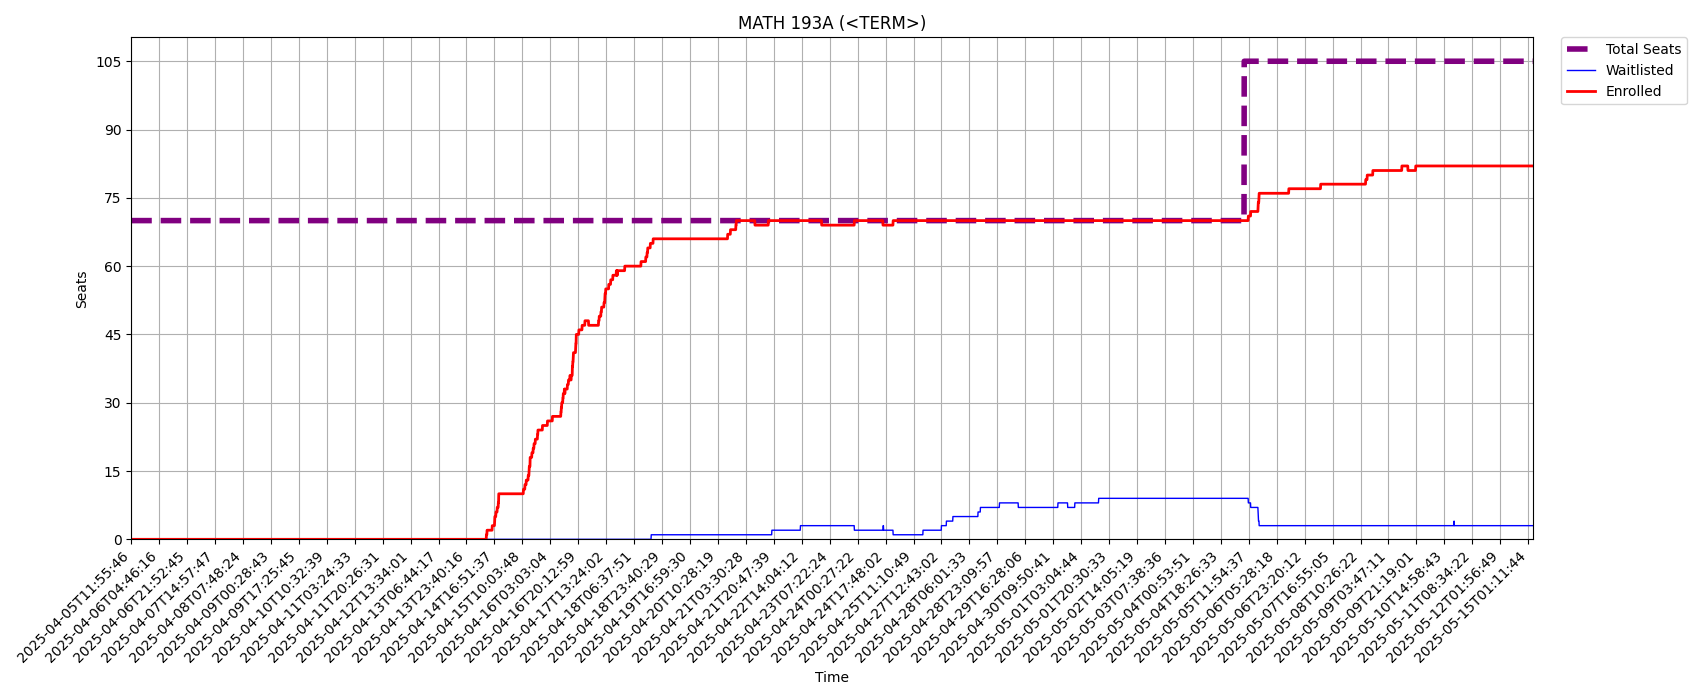 MATH 193A (<TERM>)
Total Seats
Waitlisted
Enrolled
105
90
75
60
45
30
15
0
Seats
2025-04-05T11:55:46
2025-04-06T04:46:16
2025-04-06T21:52:45
2025-04-07T14:57:47
2025-04-08T07:48:24
2025-04-09T00:28:43
2025-04-09T17:25:45
2025-04-10T10:32:39
2025-04-11T03:24:33
2025-04-11T20:26:31
2025-04-12T13:34:01
2025-04-13T06:44:17
2025-04-13T23:40:16
2025-04-14T16:51:37
2025-04-15T10:03:48
2025-04-16T03:03:04
2025-04-16T20:12:59
2025-04-17T13:24:02
2025-04-18T06:37:51
2025-04-18T23:40:29
2025-04-19T16:59:30
2025-04-20T10:28:19
2025-04-21T03:30:28
2025-04-21T20:47:39
2025-04-22T14:04:12
2025-04-23T07:22:24
2025-04-24T00:27:22
2025-04-24T17:48:02
2025-04-25T11:10:49
2025-04-27T12:43:02
2025-04-28T06:01:33
2025-04-28T23:09:57
2025-04-29T16:28:06
2025-04-30T09:50:41
2025-05-01T03:04:44
2025-05-01T20:30:33
2025-05-02T14:05:19
2025-05-03T07:38:36
2025-05-04T00:53:51
2025-05-04T18:26:33
2025-05-05T11:54:37
2025-05-06T05:28:18
2025-05-06T23:20:12
2025-05-07T16:55:05
2025-05-08T10:26:22
2025-05-09T03:47:11
2025-05-09T21:19:01
2025-05-10T14:58:43
2025-05-11T08:34:22
2025-05-12T01:56:49
2025-05-15T01:11:44
Time